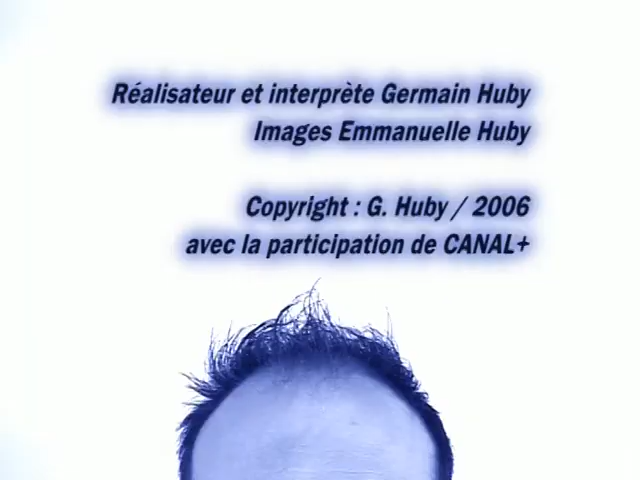 Réalisateur et interprète Germain Huby
Images Emmanuelle Huby
Copyright : G. Huby / 2006
avec la participation de CANAL+